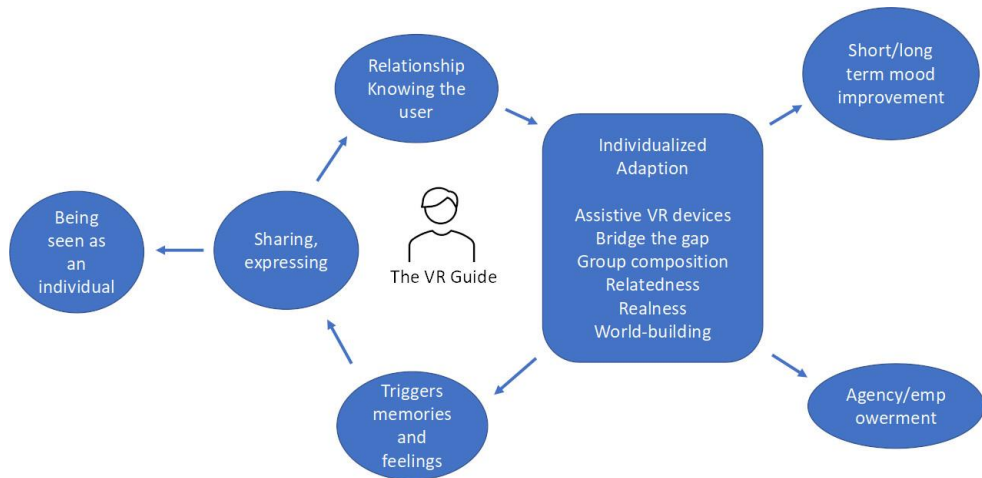 Relationship
Knowing the
user
Short/long
term mood
improvement
Individualized
Adaption
Assistive VR devices
Bridge the gap
Group composition
Relatedness
Realness
World-building
Being
seen as
an
individual
Sharing,
expressing
The VR Guide
Triggers
memories
and
feelings
Agency/emp
owerment